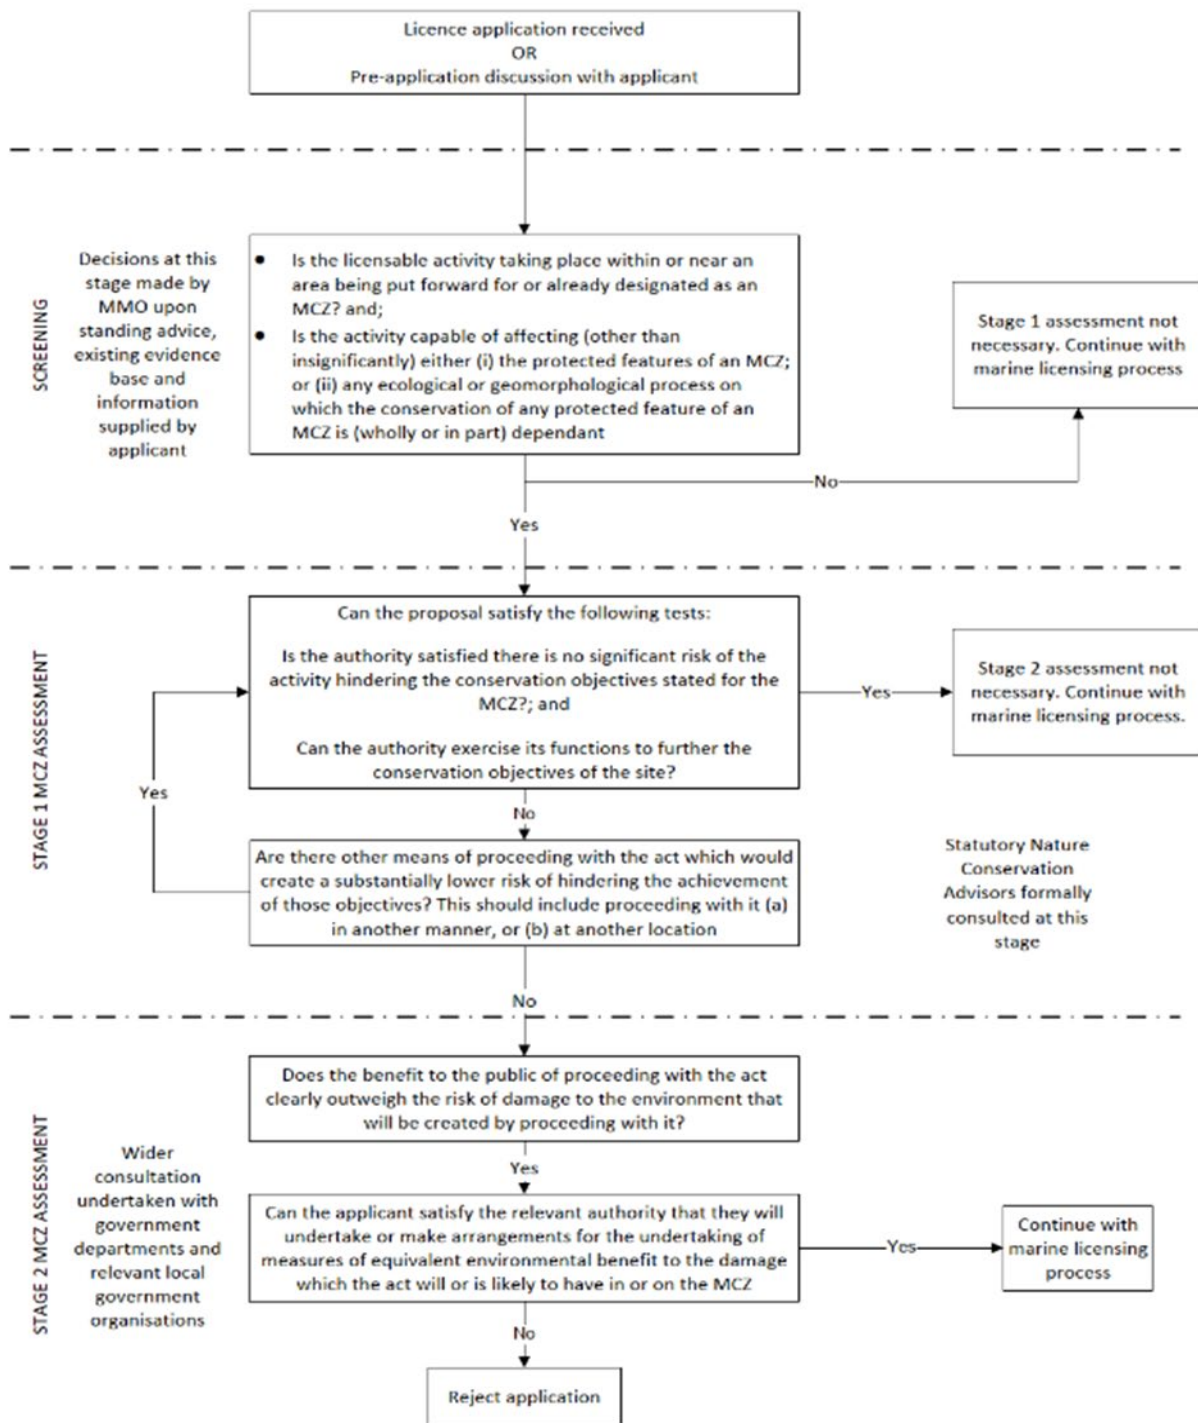 Licence application received
OR
Pre-application discussion with applicant
SCREENING
Decisions at this
stage made by
MMO upon
standing advice,
existing evidence
base and
information
supplied by
applicant
● Is the licensable activity taking place within or near an
area being put forward for or already designated as an
MCZ? and;
● Is the activity capable of affecting (other than
insignificantly) either (i) the protected features of an MCZ;
or (ii) any ecological or geomorphological process on
which the conservation of any protected feature of an
MCZ is (wholly or in part) dependant
Stage 1 assessment not
necessary. Continue with
marine licensing process
No
Yes
STAGE 1 MCZ ASSESSMENT
Can the proposal satisfy the following tests:
Is the authority satisfied there is no significant risk of the
activity hindering the conservation objectives stated for the
MCZ?; and
Can the authority exercise its functions to further the
conservation objectives of the site?
Yes
Stage 2 assessment not
necessary. Continue with
marine licensing process.
Yes
No
Are there other means of proceeding with the act which would
create a substantially lower risk of hindering the achievement
of those objectives? This should include proceeding with it (a)
in another manner, or (b) at another location
Statutory Nature
Conservation
Advisors formally
consulted at this
stage
No
STAGE 2 MCZ ASSESSMENT
Wider
consultation
undertaken with
government
departments and
relevant local
government
organisations
Does the benefit to the public of proceeding with the act
clearly outweigh the risk of damage to the environment that
will be created by proceeding with it?
Yes
Can the applicant satisfy the relevant authority that they will
undertake or make arrangements for the undertaking of
measures of equivalent environmental benefit to the damage
which the act will or is likely to have in or on the MCZ
Yes
Continue with
marine licensing
process
No
Reject application